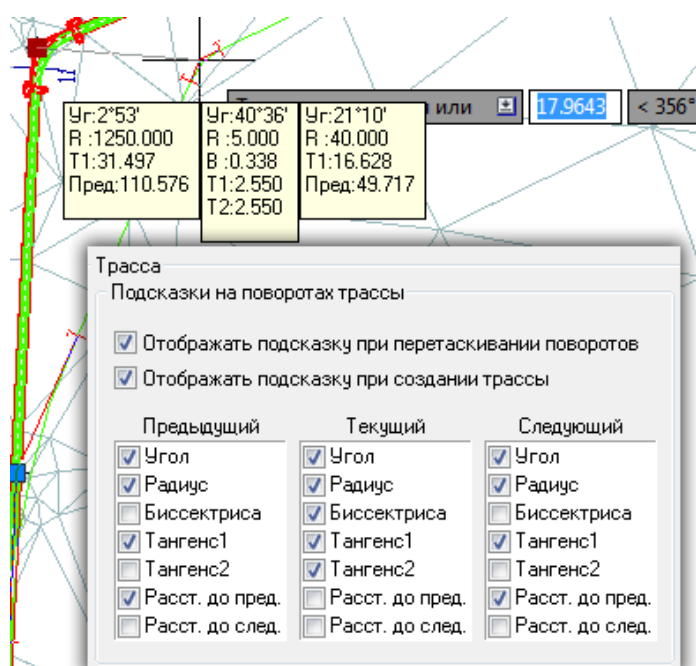 или 17.9643 < 356°
Уг:2°53'
R :1250.000
T1:31.497
Пред:110.576
Уг:40°36'
R :5.000
B :0.338
T1:2.550
T2:2.550
Уг:21°10'
R :40.000
T1:16.628
Пред:49.717
Трасса
Подсказки на поворотах трассы
Отображать подсказку при перетаскивании поворотов
Отображать подсказку при создании трассы
Предыдущий
Угол
Радиус
Биссектриса
Тангенс1
Тангенс2
Расст. до пред.
Расст. до след.
Текущий
Угол
Радиус
Биссектриса
Тангенс1
Тангенс2
Расст. до пред.
Расст. до след.
Следующий
Угол
Радиус
Биссектриса
Тангенс1
Тангенс2
Расст. до пред.
Расст. до след.